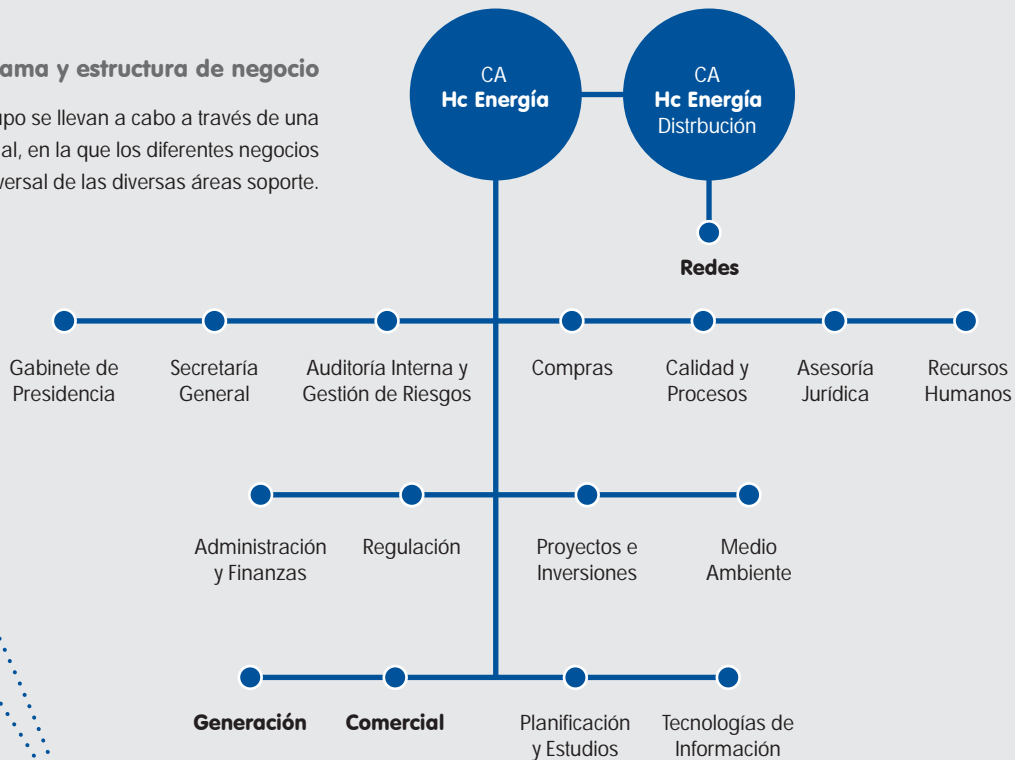 ama y estructura de negocio
upo se llevan a cabo a través de una
al, en la que los diferentes negocios
versal de las diversas áreas soporte.
CA
Hc Energía
CA
Hc Energía
Distrbución
Redes
Gabinete de
Presidencia
Secretaría
General
Auditoría Interna y
Gestión de Riesgos
Compras
Calidad y
Procesos
Asesoría
Jurídica
Recursos
Humanos
Administración
y Finanzas
Regulación
Proyectos e
Inversiones
Medio
Ambiente
Generación
Comercial
Planificación
y Estudios
Tecnologías de
Información